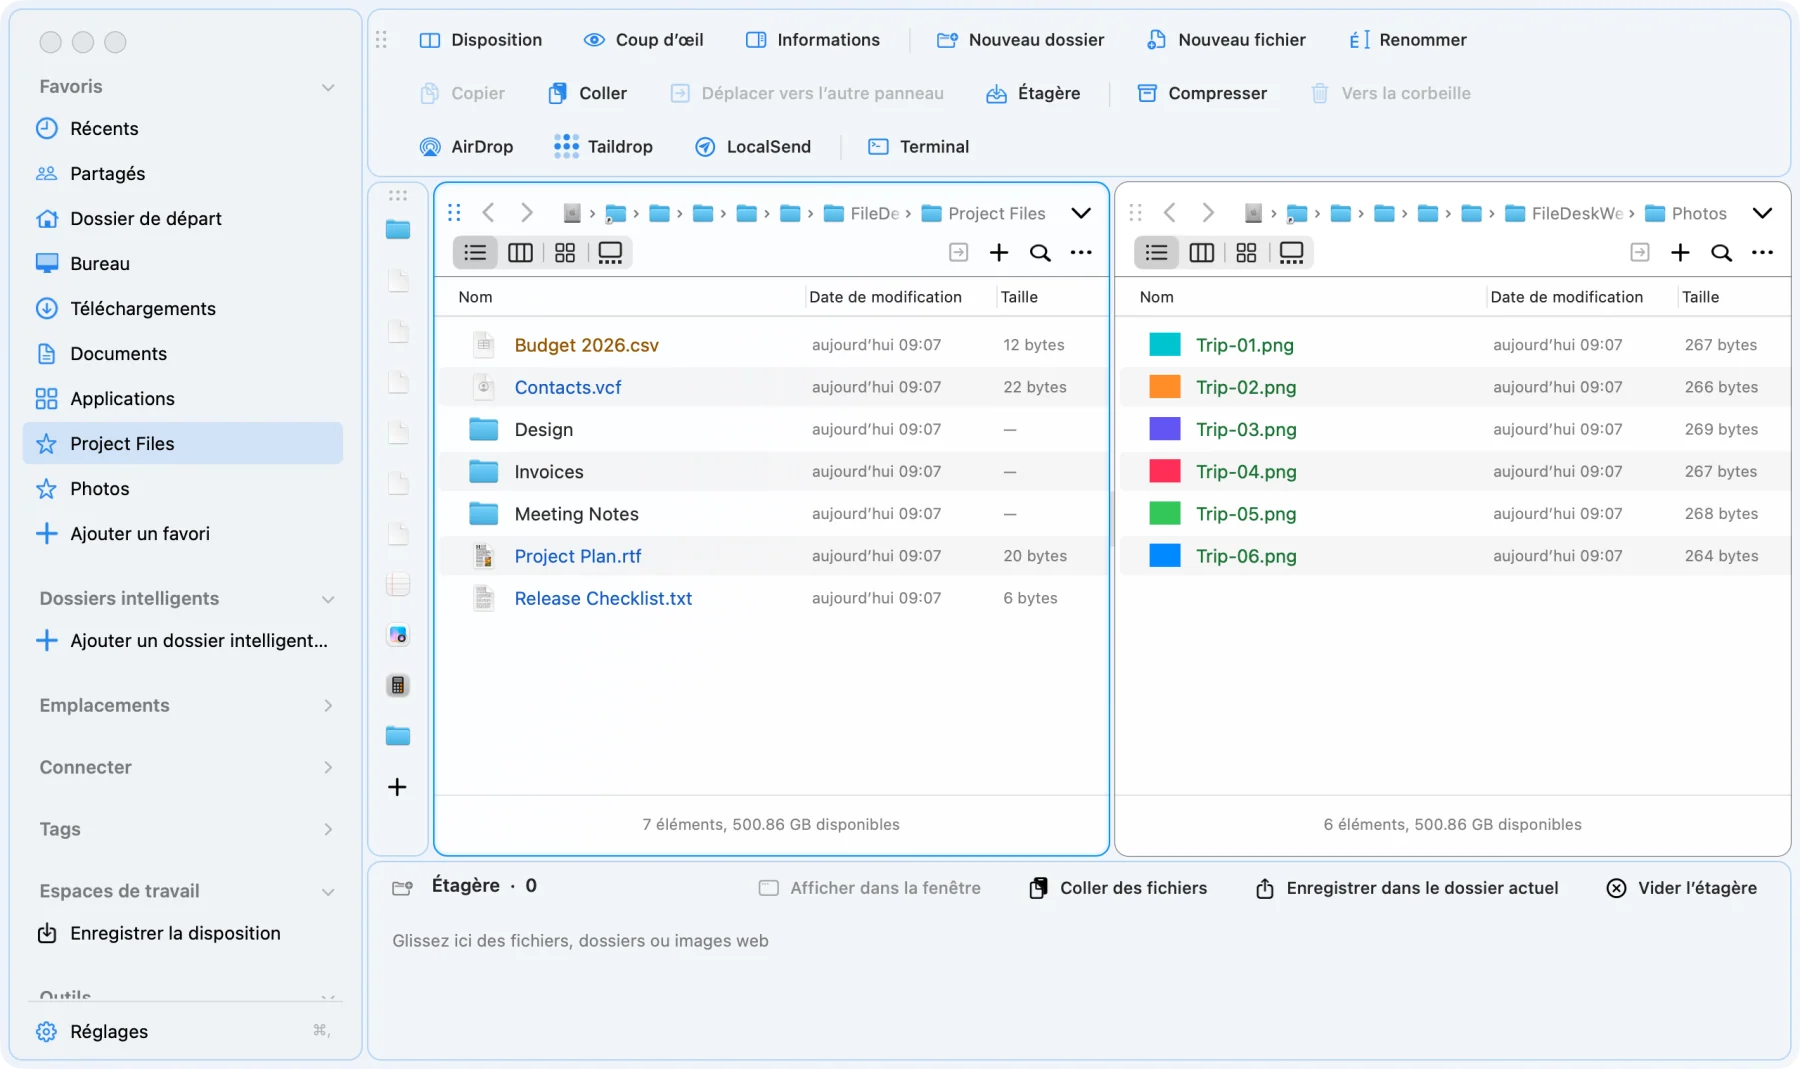 Favoris
Récents
Partagés
Dossier de départ
Bureau
Téléchargements
Documents
Applications
Project Files
Photos
Ajouter un favori
Dossiers intelligents
Ajouter un dossier intelligent...
Emplacements
Connecter
Tags
Espaces de travail
Enregistrer la disposition
Outils
Réglages ⌘,
Disposition Coup d’œil Informations Nouveau dossier Nouveau fichier Renommer
Copier Coller Déplacer vers l’autre panneau Étagère Compresser Vers la corbeille
AirDrop Taildrop LocalSend Terminal
FileDe Project Files
Nom Date de modification Taille
Budget 2026.csv aujourd’hui 09:07 12 bytes
Contacts.vcf aujourd’hui 09:07 22 bytes
Design aujourd’hui 09:07 —
Invoices aujourd’hui 09:07 —
Meeting Notes aujourd’hui 09:07 —
Project Plan.rtf aujourd’hui 09:07 20 bytes
Release Checklist.txt aujourd’hui 09:07 6 bytes
7 éléments, 500.86 GB disponibles
FileDeskWe Photos
Nom Date de modification Taille
Trip-01.png aujourd’hui 09:07 267 bytes
Trip-02.png aujourd’hui 09:07 266 bytes
Trip-03.png aujourd’hui 09:07 269 bytes
Trip-04.png aujourd’hui 09:07 267 bytes
Trip-05.png aujourd’hui 09:07 268 bytes
Trip-06.png aujourd’hui 09:07 264 bytes
6 éléments, 500.86 GB disponibles
Étagère · 0 Afficher dans la fenêtre Coller des fichiers Enregistrer dans le dossier actuel Vider l’étagère
Glissez ici des fichiers, dossiers ou images web